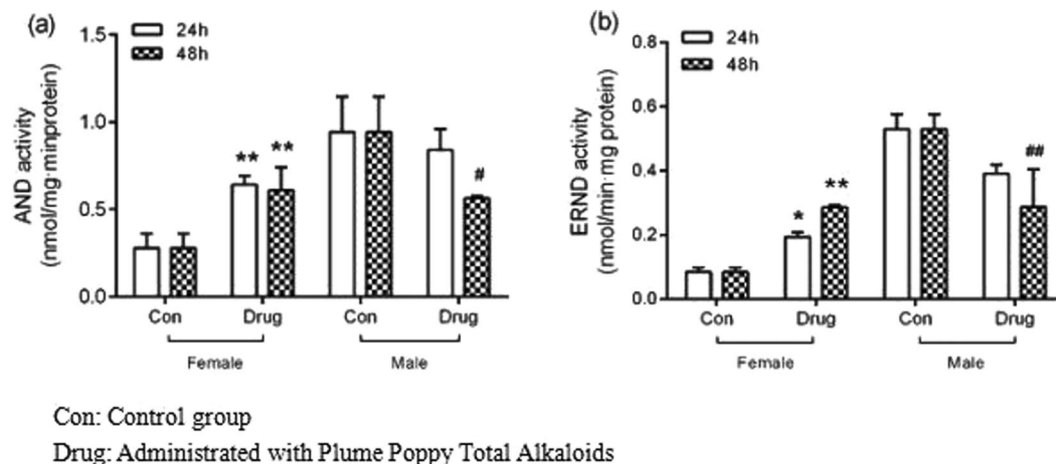 (a)
24h
48h
AND activity
(nmol/mg·minprotein)
1.5
1.0
0.5
0.0
**
**
#
Con
Drug
Con
Drug
Female
Male
(b)
24h
48h
ERND activity
(nmol/min·mg protein)
0.8
0.6
0.4
0.2
0.0
*
**
##
Con
Drug
Con
Drug
Female
Male
Con: Control group
Drug: Administrated with Plume Poppy Total Alkaloids